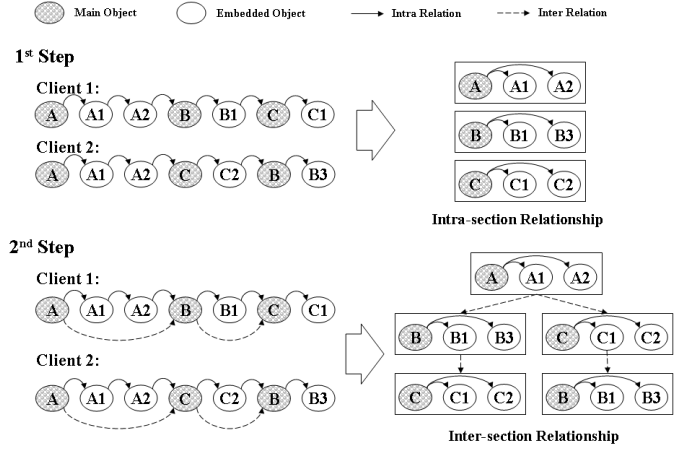 Main Object Embedded Object Intra Relation Inter Relation
1st Step
Client 1:
A A1 A2 B B1 C C1
Client 2:
A A1 A2 C C2 B B3
A A1 A2
B B1 B3
C C1 C2
Intra-section Relationship
2nd Step
Client 1:
A A1 A2 B B1 C C1
Client 2:
A A1 A2 C C2 B B3
A A1 A2
B B1 B3 C C1 C2
C C1 C2 B B1 B3
Inter-section Relationship